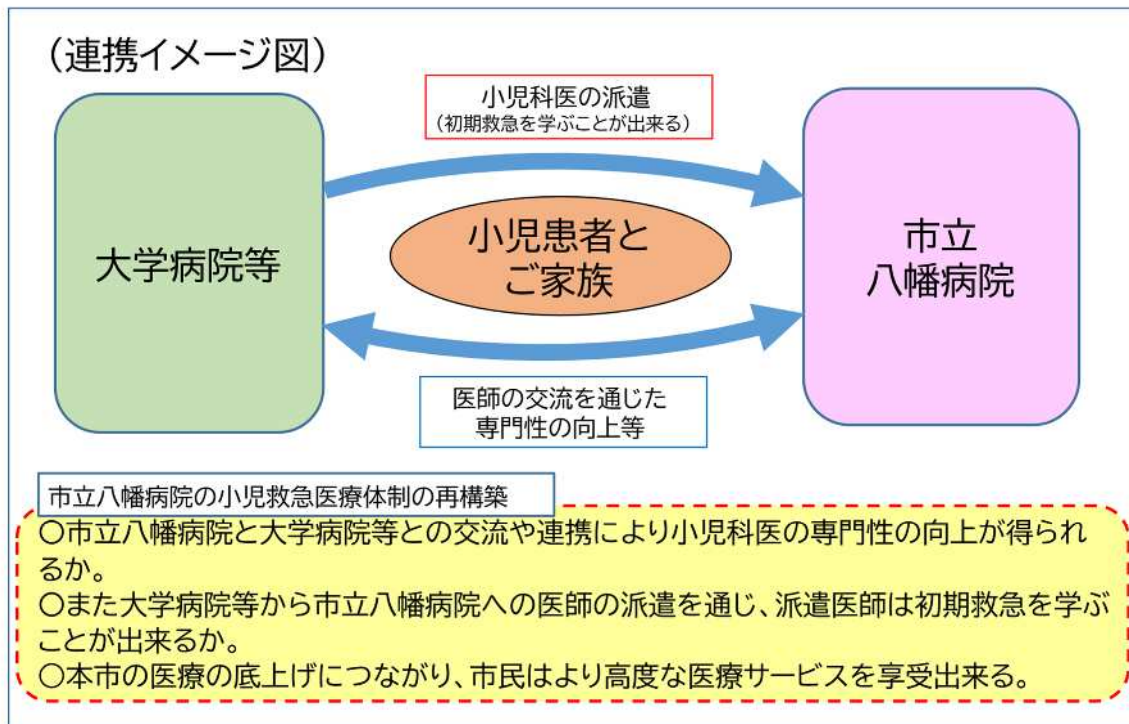 （連携イメージ図）
小児科医の派遣
（初期救急を学ぶことが出来る）
大学病院等
小児患者と
ご家族
市立
八幡病院
医師の交流を通じた
専門性の向上等
市立八幡病院の小児救急医療体制の再構築
○市立八幡病院と大学病院等との交流や連携により小児科医の専門性の向上が得られ
るか。
○また大学病院等から市立八幡病院への医師の派遣を通じ、派遣医師は初期救急を学ぶ
ことが出来るか。
○本市の医療の底上げにつながり、市民はより高度な医療サービスを享受出来る。